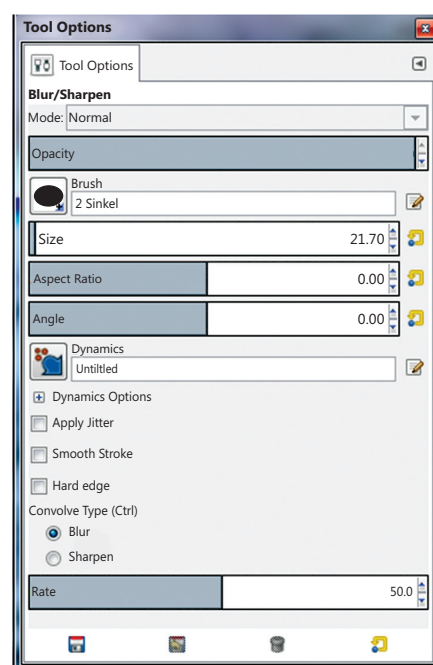 Tool Options
Tool Options
Blur/Sharpen
Mode: Normal
Opacity
Brush
2 Sinkel
Size 21.70
Aspect Ratio 0.00
Angle 0.00
Dynamics
Untilted
Dynamics Options
Apply Jitter
Smooth Stroke
Hard edge
Convolve Type (Ctrl)
Blur
Sharpen
Rate 50.0